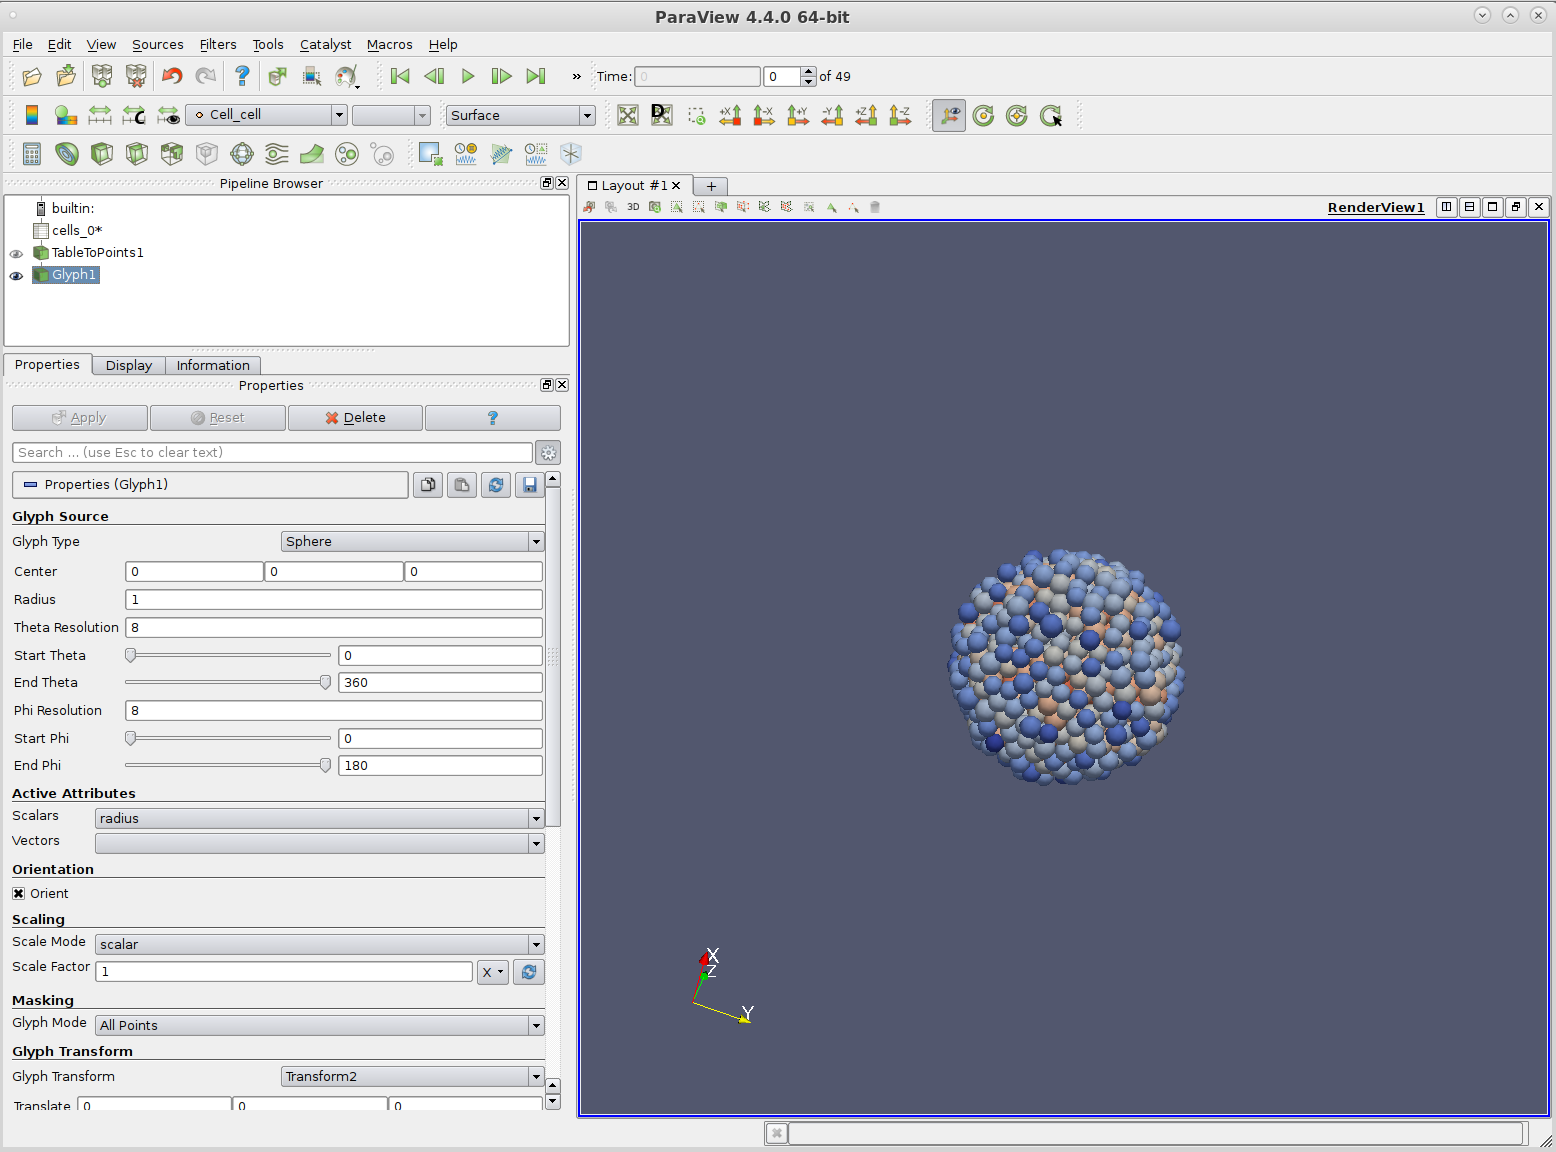 ParaView 4.4.0 64-bit
File Edit View Sources Filters Tools Catalyst Macros Help
» Time: 0 0 of 49
Cell_cell Surface
Pipeline Browser
builtin:
cells_0*
TableToPoints1
Glyph1
Layout #1 +
3D RenderView1
Properties Display Information
Properties
Apply Reset Delete ?
Search ... (use Esc to clear text)
Properties (Glyph1)
Glyph Source
Glyph Type Sphere
Center 0 0 0
Radius 1
Theta Resolution 8
Start Theta 0
End Theta 360
Phi Resolution 8
Start Phi 0
End Phi 180
Active Attributes
Scalars radius
Vectors
Orientation
Orient
Scaling
Scale Mode scalar
Scale Factor 1 X
Masking
Glyph Mode All Points
Glyph Transform
Glyph Transform Transform2
Translate 0 0 0
X
Z
Y